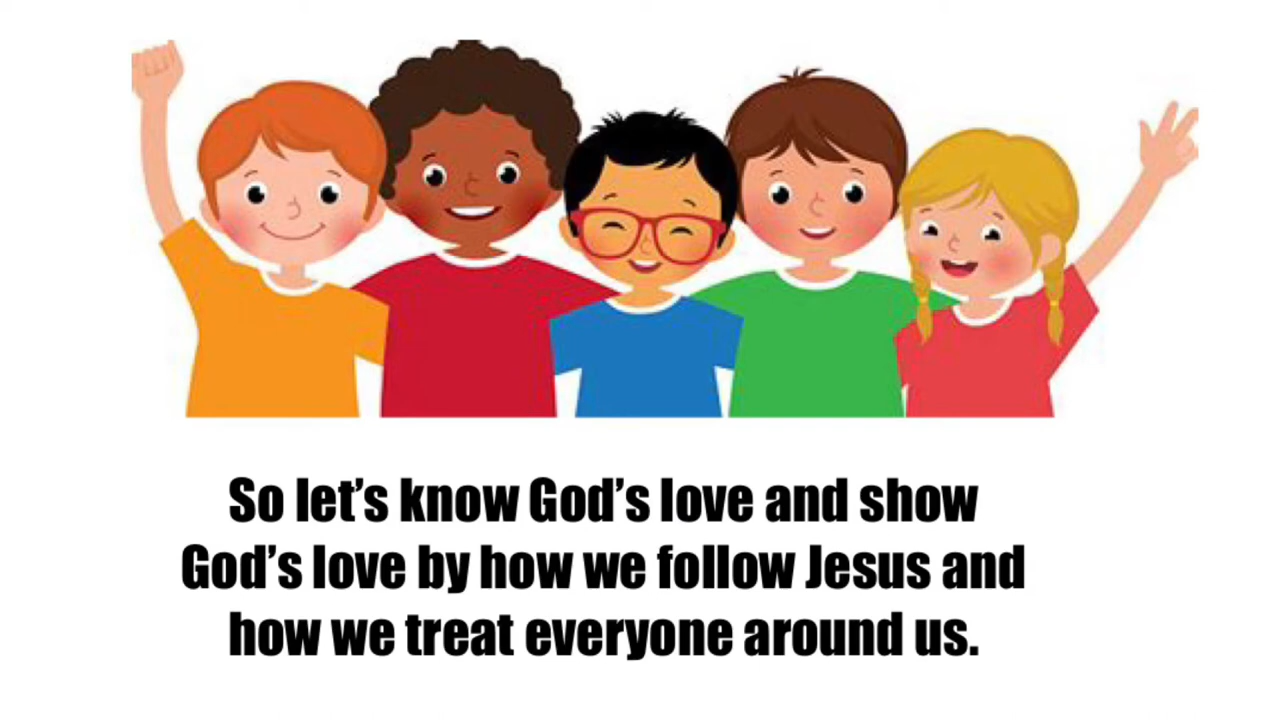 So let’s know God’s love and show
God’s love by how we follow Jesus and
how we treat everyone around us.